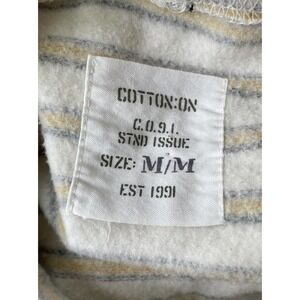 COTTON:ON
C.O.9.1.
STND ISSUE
SIZE: M/M
EST 1991